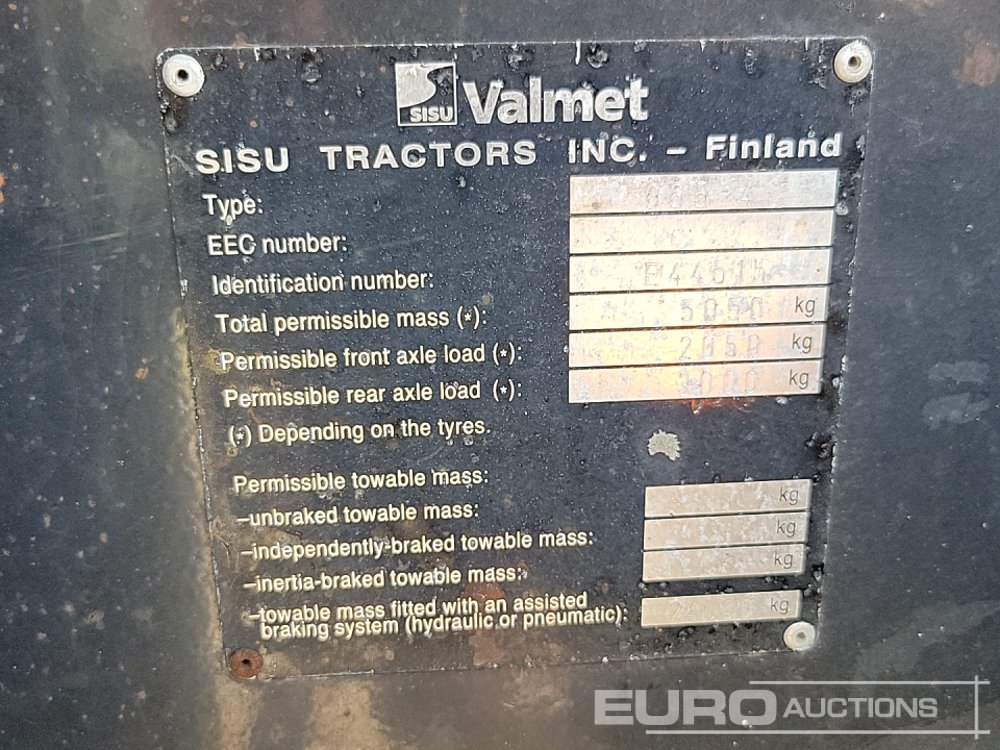 SISU Valmet
SISU TRACTORS INC. – Finland
Type:
EEC number:
Identification number:
Total permissible mass (*): 5050 kg
Permissible front axle load (*): kg
Permissible rear axle load (*): 3000 kg
(*) Depending on the tyres.
Permissible towable mass:
–unbraked towable mass: kg
–independently-braked towable mass: kg
–inertia-braked towable mass: kg
–towable mass fitted with an assisted
braking system (hydraulic or pneumatic): kg
EURO AUCTIONS